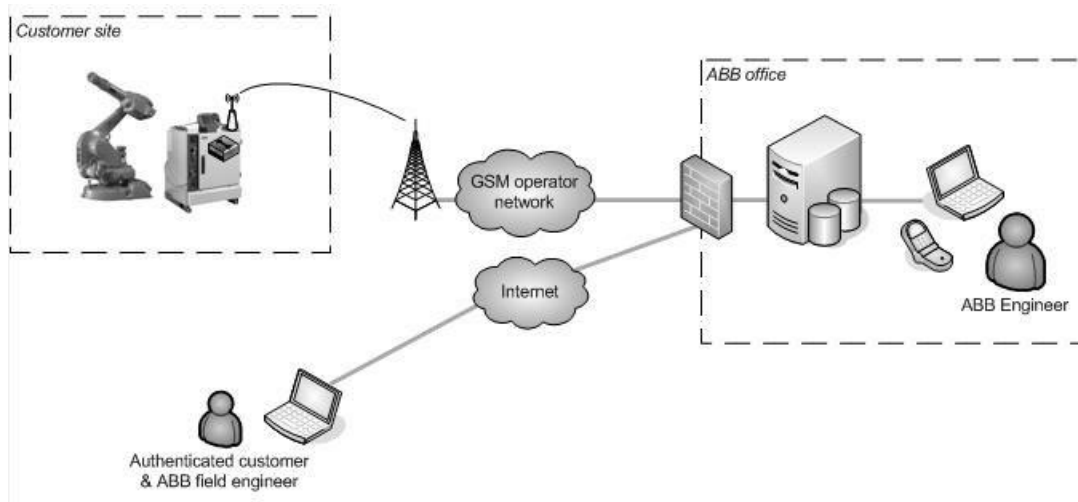 Customer site
ABB office
GSM operator
network
Internet
ABB Engineer
Authenticated customer
& ABB field engineer